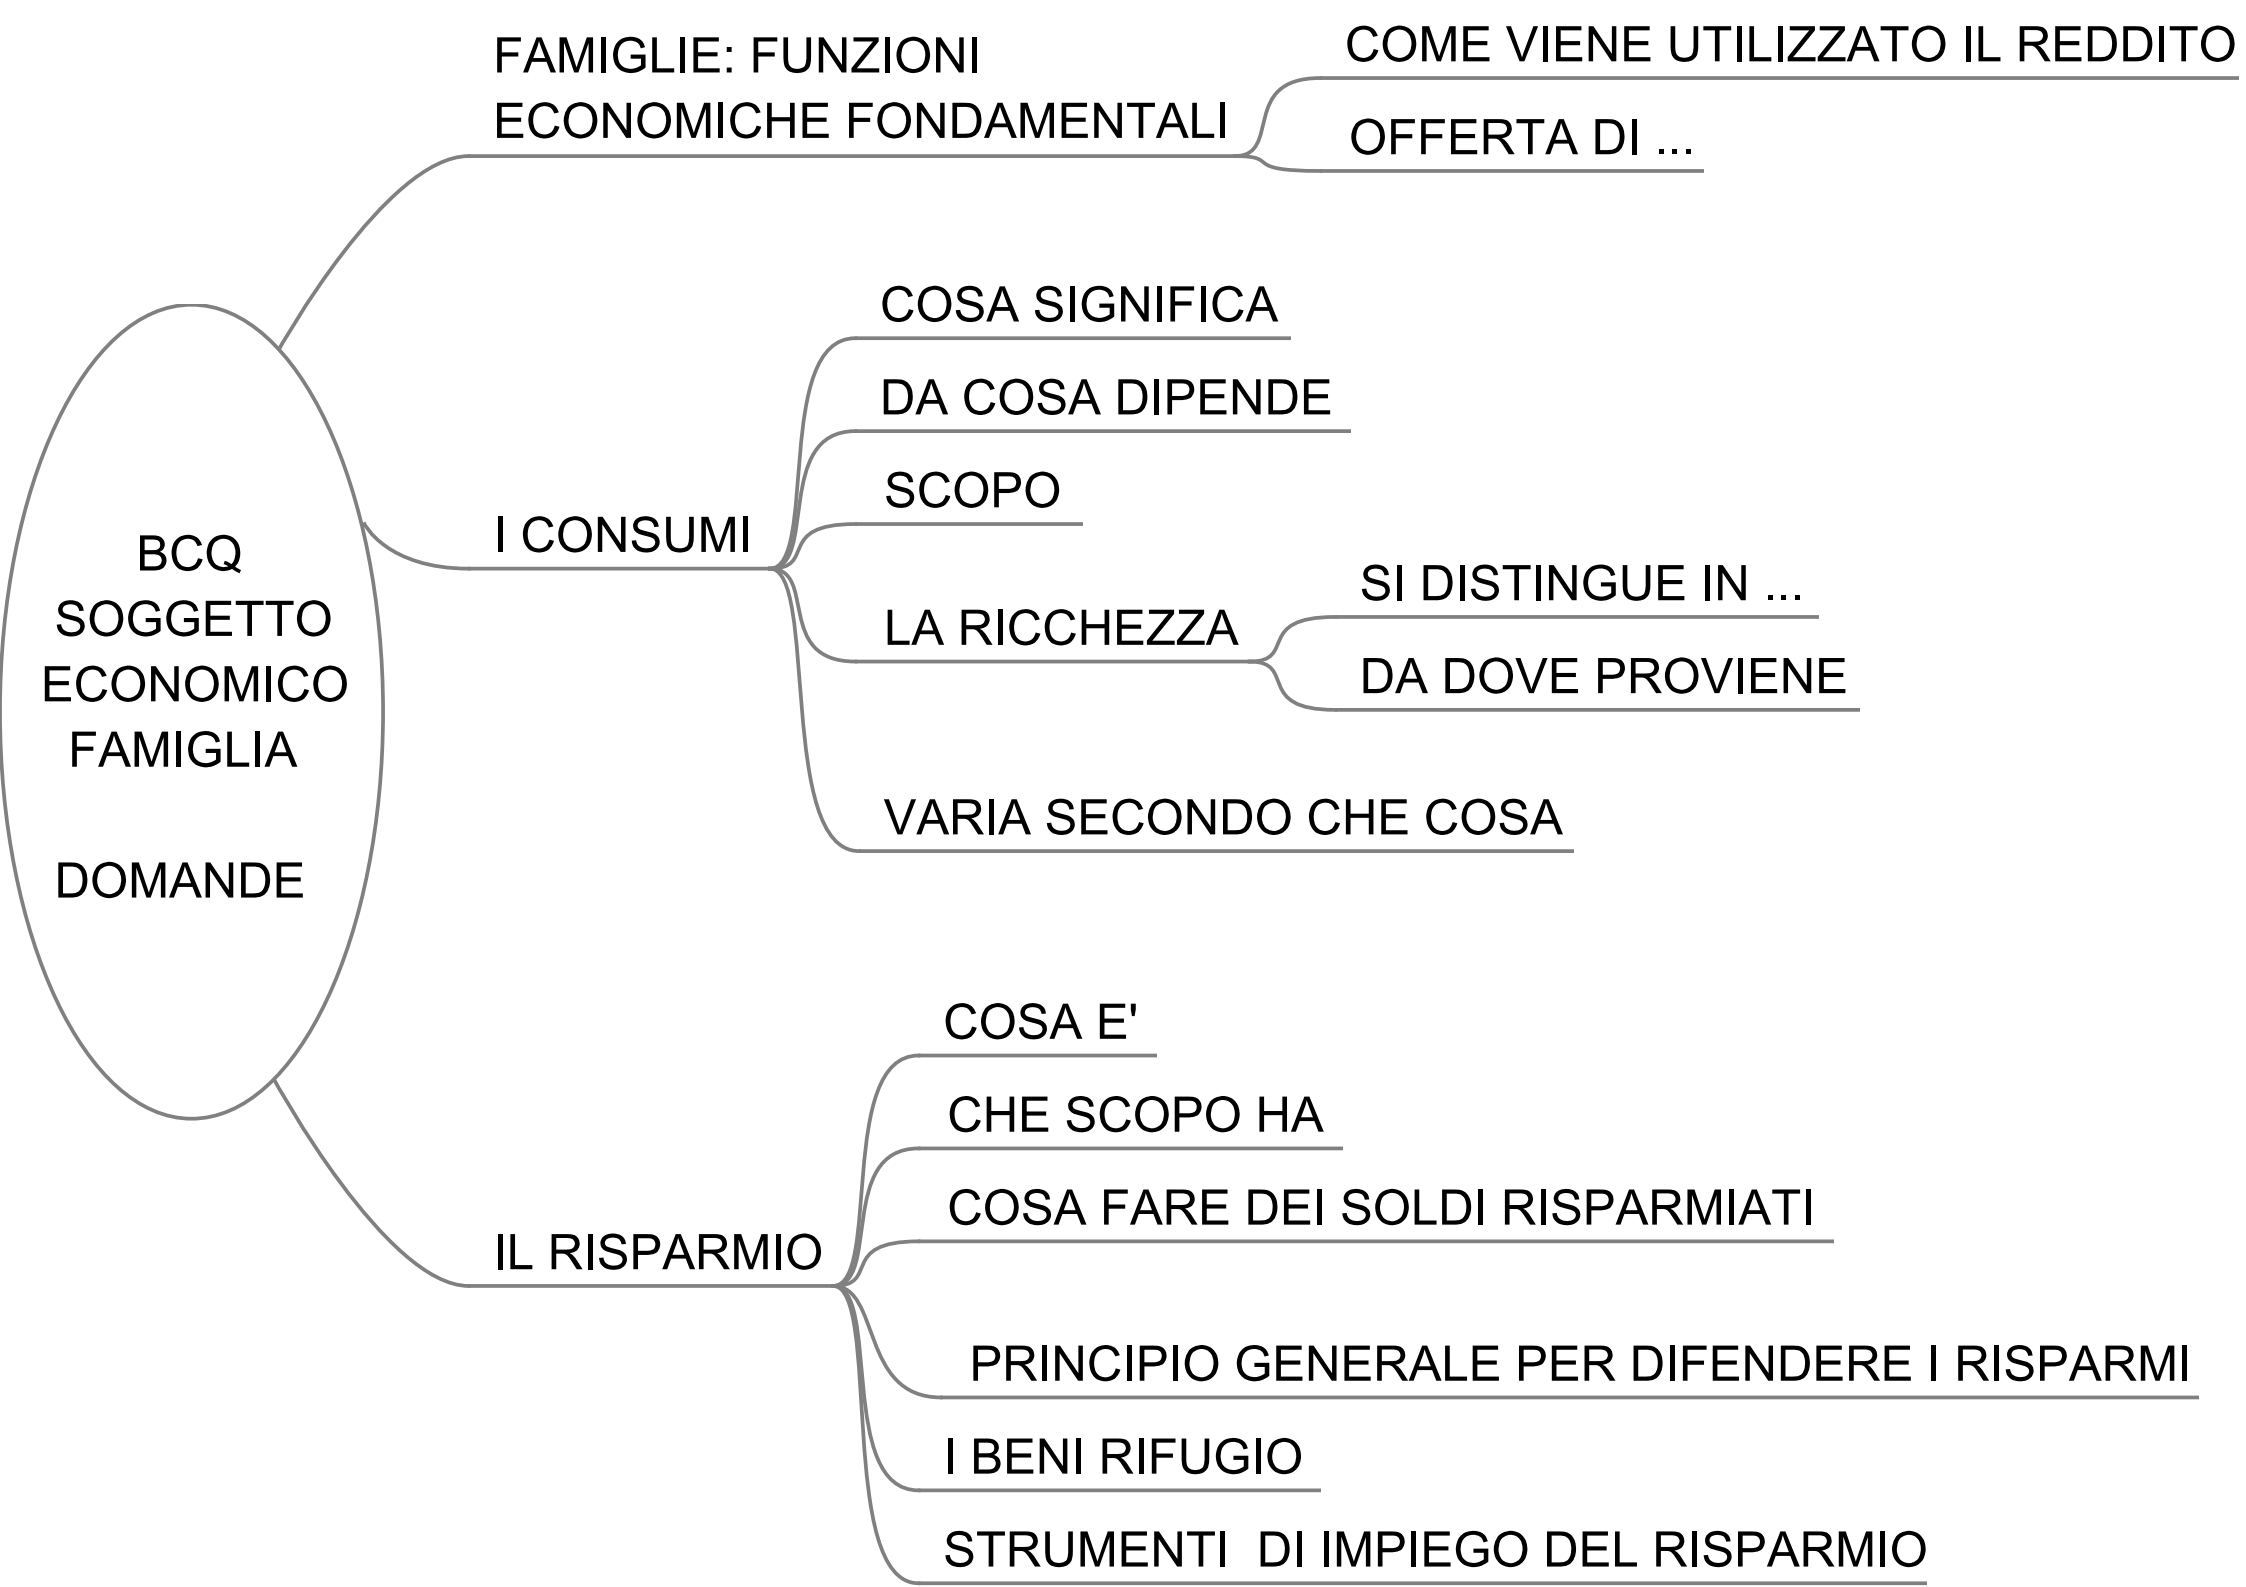 FAMIGLIE: FUNZIONI
ECONOMICHE FONDAMENTALI
COME VIENE UTILIZZATO IL REDDITO
OFFERTA DI ...
BCQ
SOGGETTO
ECONOMICO
FAMIGLIA
DOMANDE
I CONSUMI
COSA SIGNIFICA
DA COSA DIPENDE
SCOPO
LA RICCHEZZA
SI DISTINGUE IN ...
DA DOVE PROVIENE
VARIA SECONDO CHE COSA
IL RISPARMIO
COSA E'
CHE SCOPO HA
COSA FARE DEI SOLDI RISPARMIATI
PRINCIPIO GENERALE PER DIFENDERE I RISPARMI
I BENI RIFUGIO
STRUMENTI  DI IMPIEGO DEL RISPARMIO